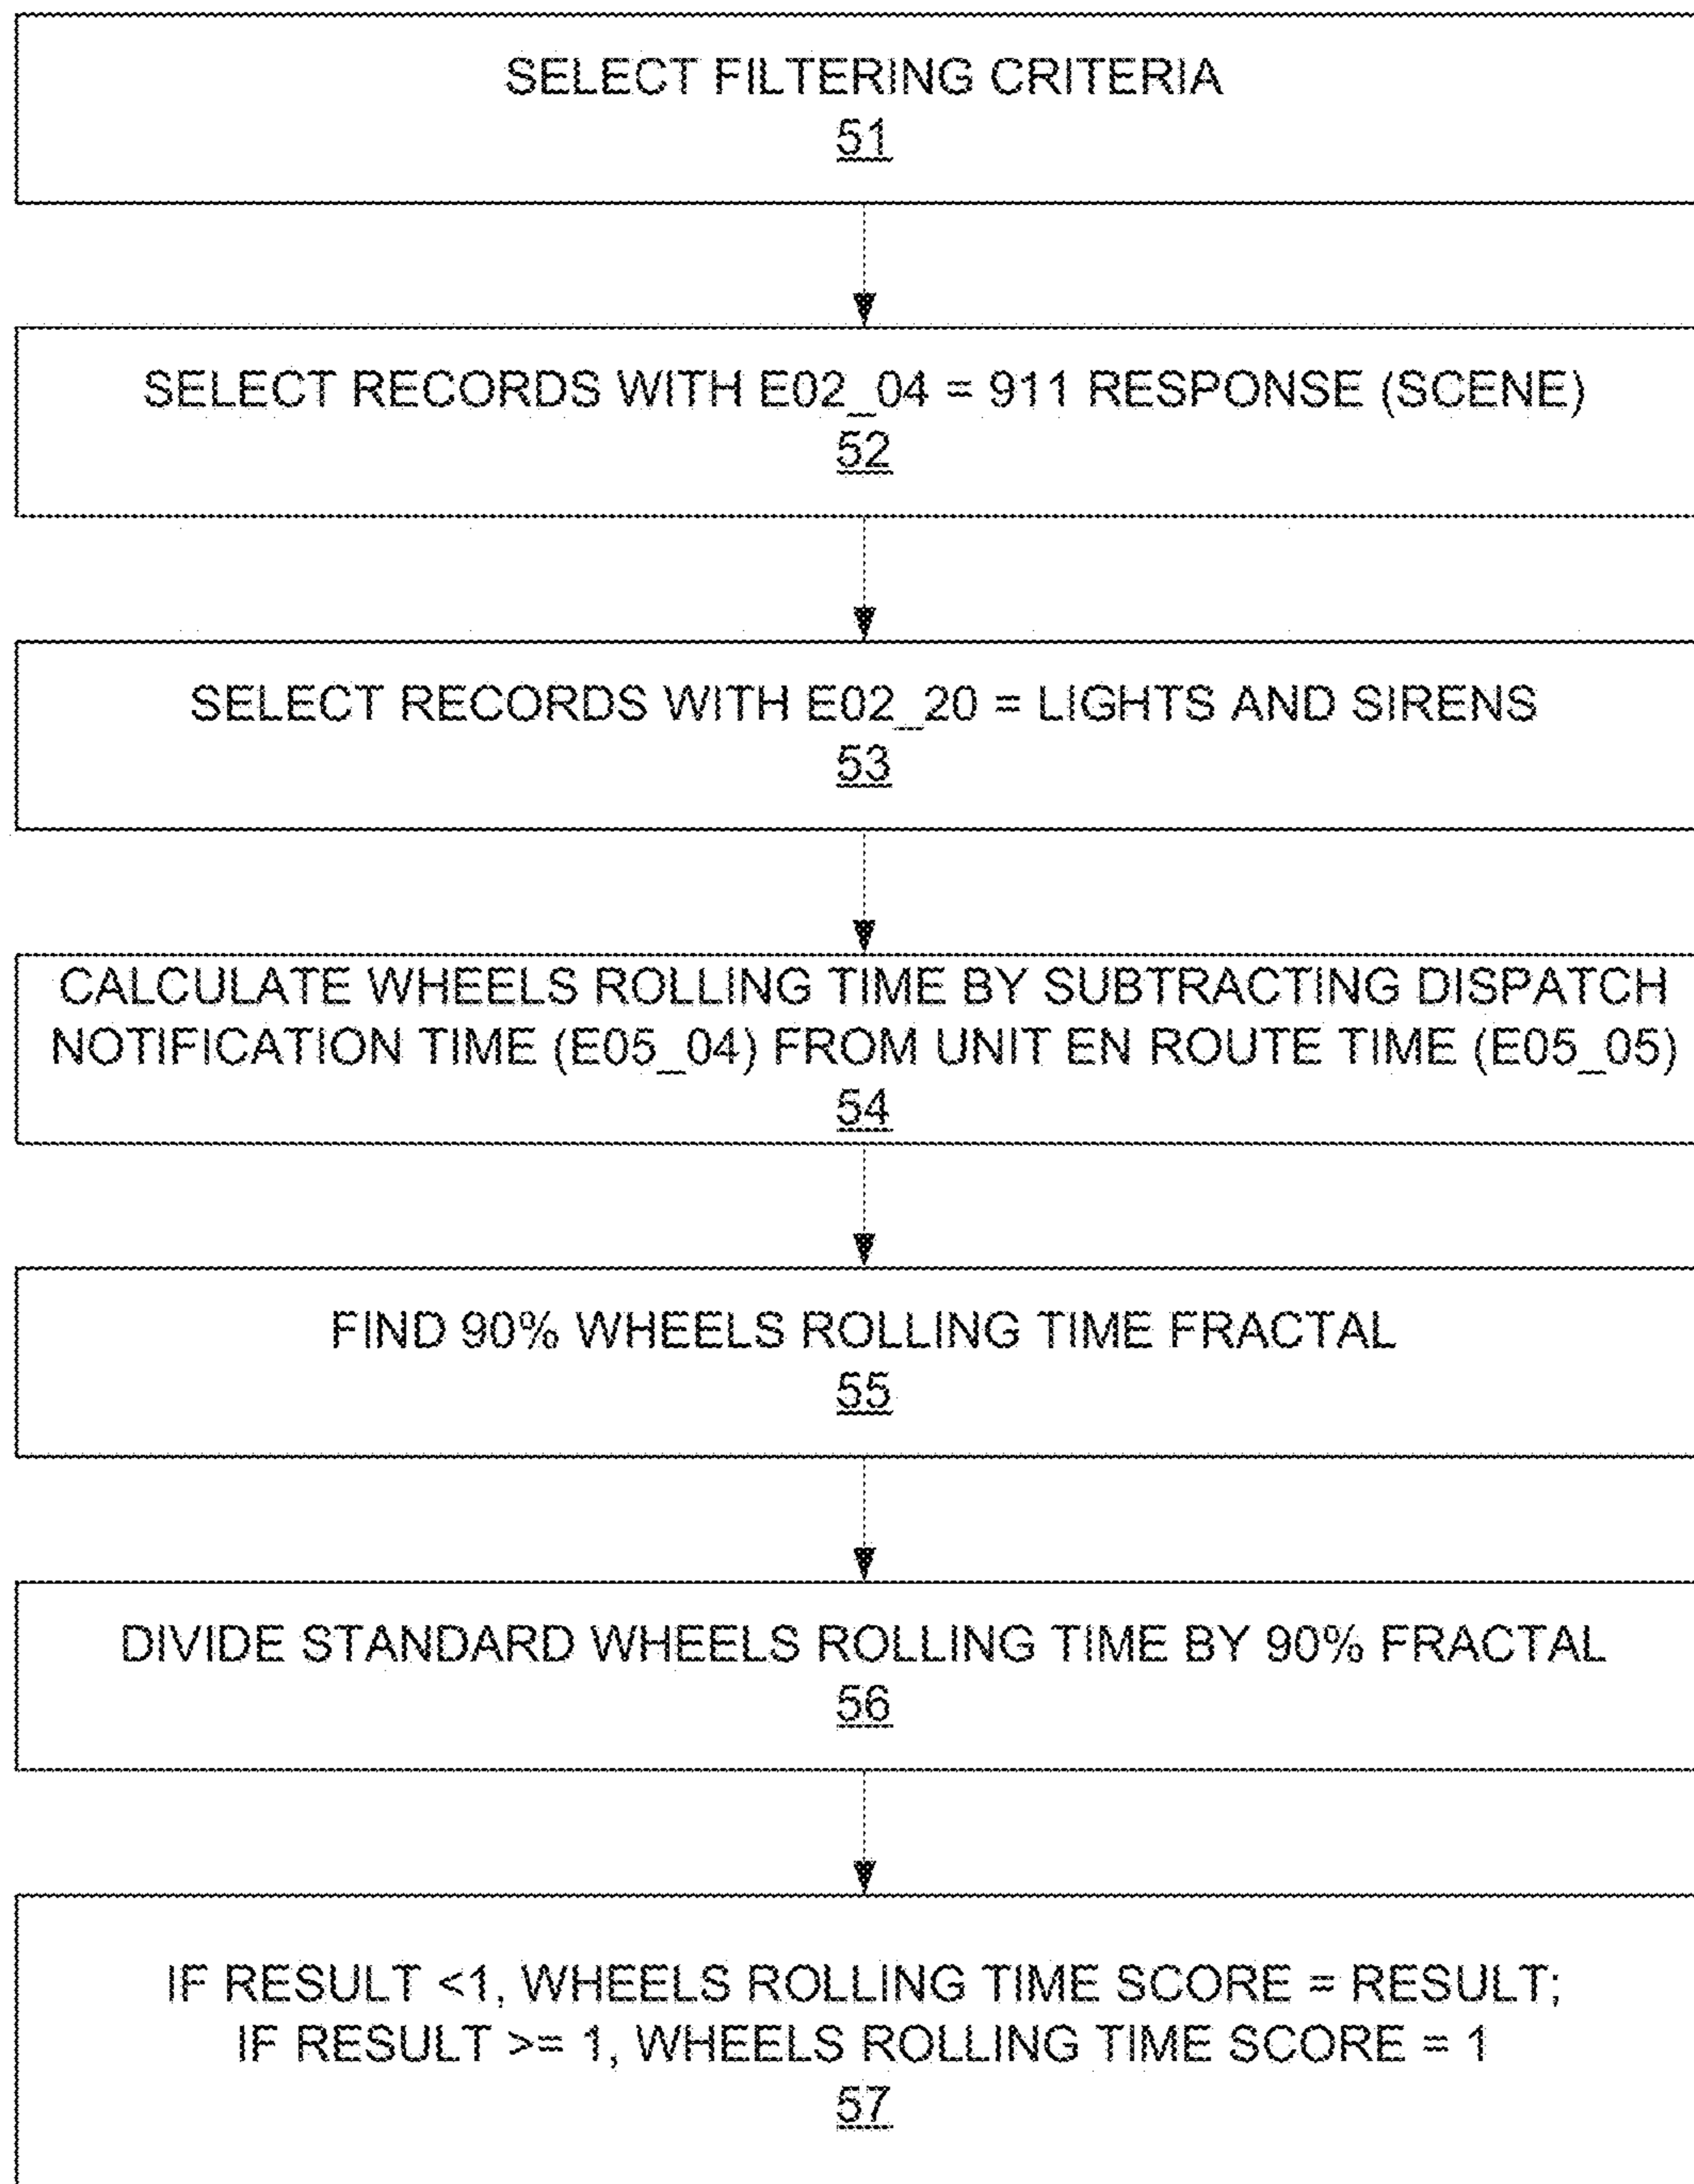 SELECT FILTERING CRITERIA
51
SELECT RECORDS WITH E02_04 = 911 RESPONSE (SCENE)
52
SELECT RECORDS WITH E02_20 = LIGHTS AND SIRENS
53
CALCULATE WHEELS ROLLING TIME BY SUBTRACTING DISPATCH
NOTIFICATION TIME (E05_04) FROM UNIT EN ROUTE TIME (E05_05)
54
FIND 90% WHEELS ROLLING TIME FRACTAL
55
DIVIDE STANDARD WHEELS ROLLING TIME BY 90% FRACTAL
56
IF RESULT <1, WHEELS ROLLING TIME SCORE = RESULT;
IF RESULT >= 1, WHEELS ROLLING TIME SCORE = 1
57